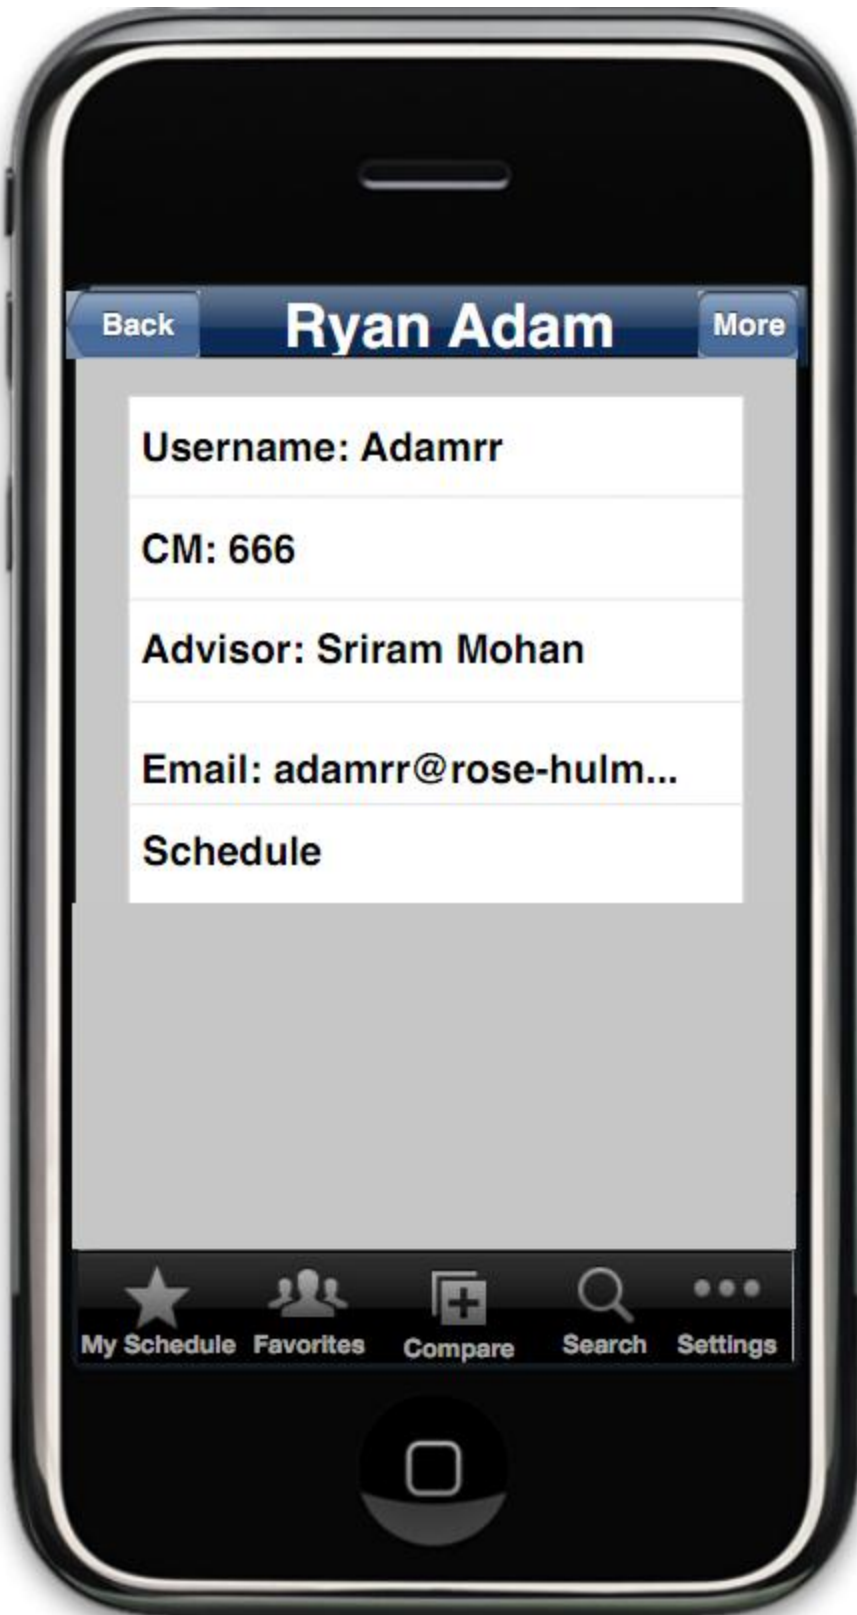 Back Ryan Adam More
Username: Adamrr
CM: 666
Advisor: Sriram Mohan
Email: adamrr@rose-hulm...
Schedule
My Schedule Favorites Compare Search Settings